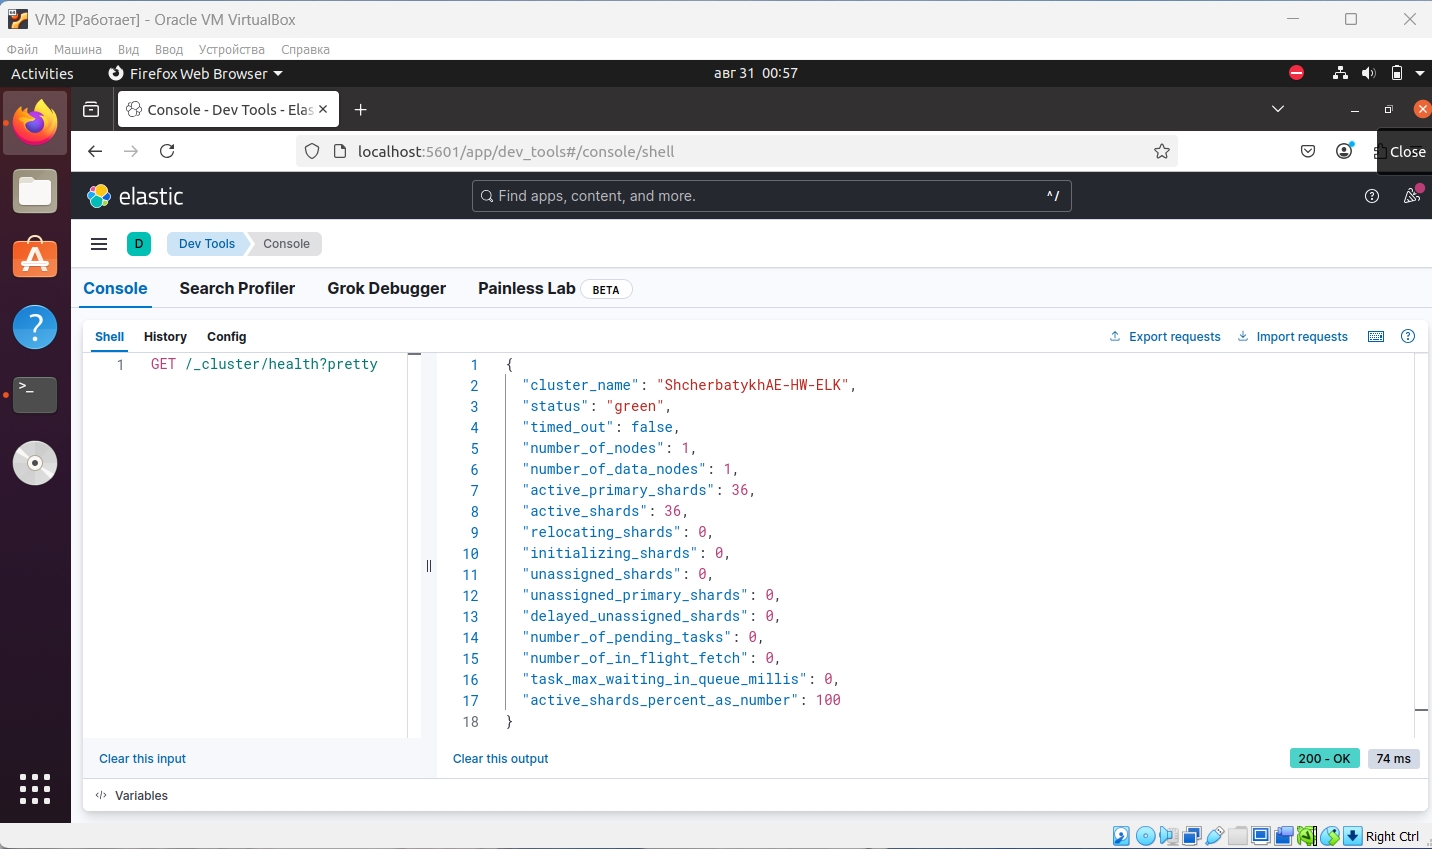 VM2 [Работает] - Oracle VM VirtualBox
Файл Машина Вид Ввод Устройства Справка
Activities Firefox Web Browser авг 31 00:57
Console - Dev Tools - Elas
localhost:5601/app/dev_tools#/console/shell
Close
elastic Find apps, content, and more. ^/
D Dev Tools Console
Console Search Profiler Grok Debugger Painless Lab BETA
Shell History Config Export requests Import requests
1 GET /_cluster/health?pretty
1 {
2 "cluster_name": "ShcherbatykhAE-HW-ELK",
3 "status": "green",
4 "timed_out": false,
5 "number_of_nodes": 1,
6 "number_of_data_nodes": 1,
7 "active_primary_shards": 36,
8 "active_shards": 36,
9 "relocating_shards": 0,
10 "initializing_shards": 0,
11 "unassigned_shards": 0,
12 "unassigned_primary_shards": 0,
13 "delayed_unassigned_shards": 0,
14 "number_of_pending_tasks": 0,
15 "number_of_in_flight_fetch": 0,
16 "task_max_waiting_in_queue_millis": 0,
17 "active_shards_percent_as_number": 100
18 }
Clear this input Clear this output 200 - OK 74 ms
Variables
Right Ctrl